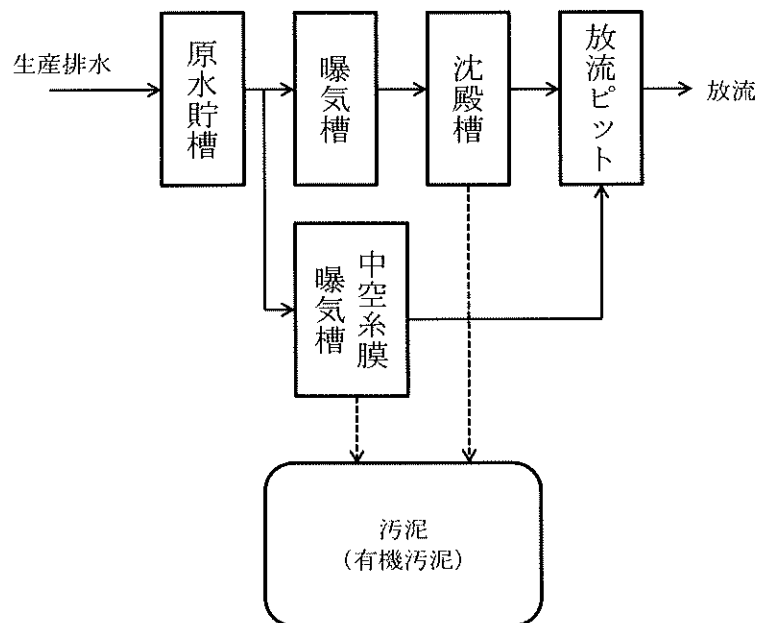 生産排水
原水貯槽
曝気槽
沈殿槽
放流ピット
放流
中空糸膜
曝気槽
汚泥
(有機汚泥)